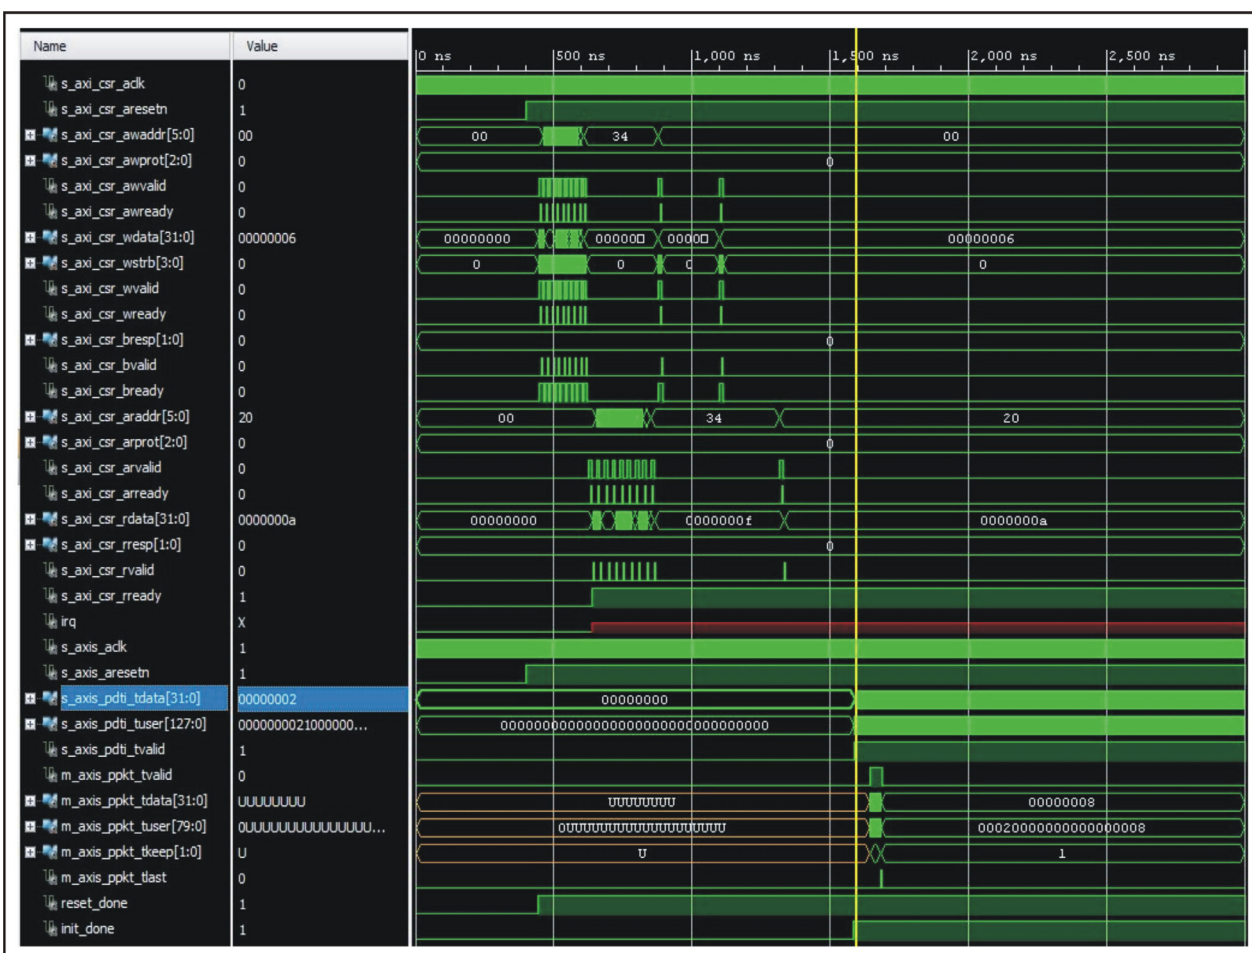 Name Value
0 ns 500 ns 1,000 ns 1,500 ns 2,000 ns 2,500 ns
s_axi_csr_aclk 0
s_axi_csr_aresetn 1
s_axi_csr_awaddr[5:0] 00 00 34 00
s_axi_csr_awprot[2:0] 0 0
s_axi_csr_awvalid 0
s_axi_csr_awready 0
s_axi_csr_wdata[31:0] 00000006 00000000 000000□ 00000□ 00000006
s_axi_csr_wstrb[3:0] 0 0 0 0 0
s_axi_csr_wvalid 0
s_axi_csr_wready 0
s_axi_csr_bresp[1:0] 0 0
s_axi_csr_bvalid 0
s_axi_csr_bready 0
s_axi_csr_araddr[5:0] 20 00 34 20
s_axi_csr_arprot[2:0] 0 0
s_axi_csr_arvalid 0
s_axi_csr_arready 0
s_axi_csr_rdata[31:0] 0000000a 00000000 0000000f 0000000a
s_axi_csr_rresp[1:0] 0 0
s_axi_csr_rvalid 0
s_axi_csr_rready 1
irq X
s_axis_aclk 1
s_axis_aresetn 1
s_axis_pdti_tdata[31:0] 00000002 00000000
s_axis_pdti_tuser[127:0] 0000000021000000... 00000000000000000000000000000000
s_axis_pdti_tvalid 1
m_axis_ppkt_tvalid 0
m_axis_ppkt_tdata[31:0] UUUUUUUU UUUUUUUU 00000008
m_axis_ppkt_tuser[79:0] 0UUUUUUUUUUUUUUU... 0UUUUUUUUUUUUUUUUUUU 00020000000000000008
m_axis_ppkt_tkeep[1:0] U U 1
m_axis_ppkt_tlast 0
reset_done 1
init_done 1